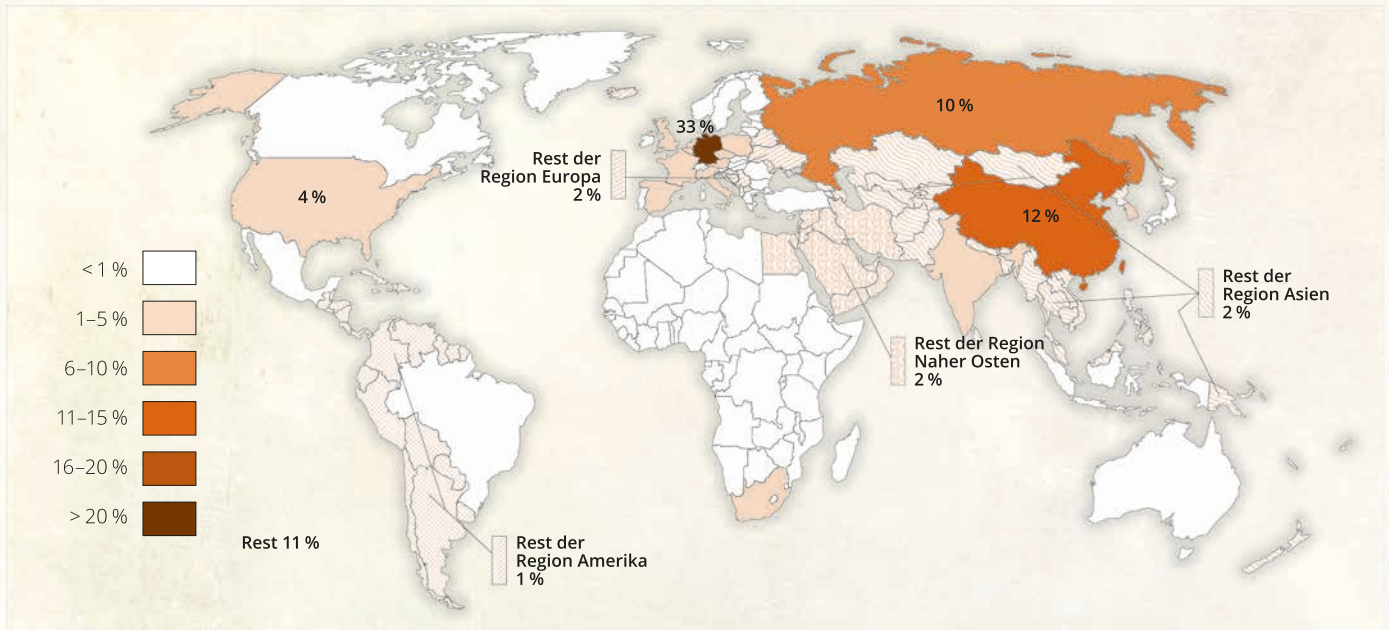 10 %
33 %
Rest der
Region Europa
2 %
4 %
12 %
< 1 %
1–5 %
6–10 %
11–15 %
16–20 %
> 20 %
Rest der
Region Asien
2 %
Rest der Region
Naher Osten
2 %
Rest 11 %
Rest der
Region Amerika
1 %